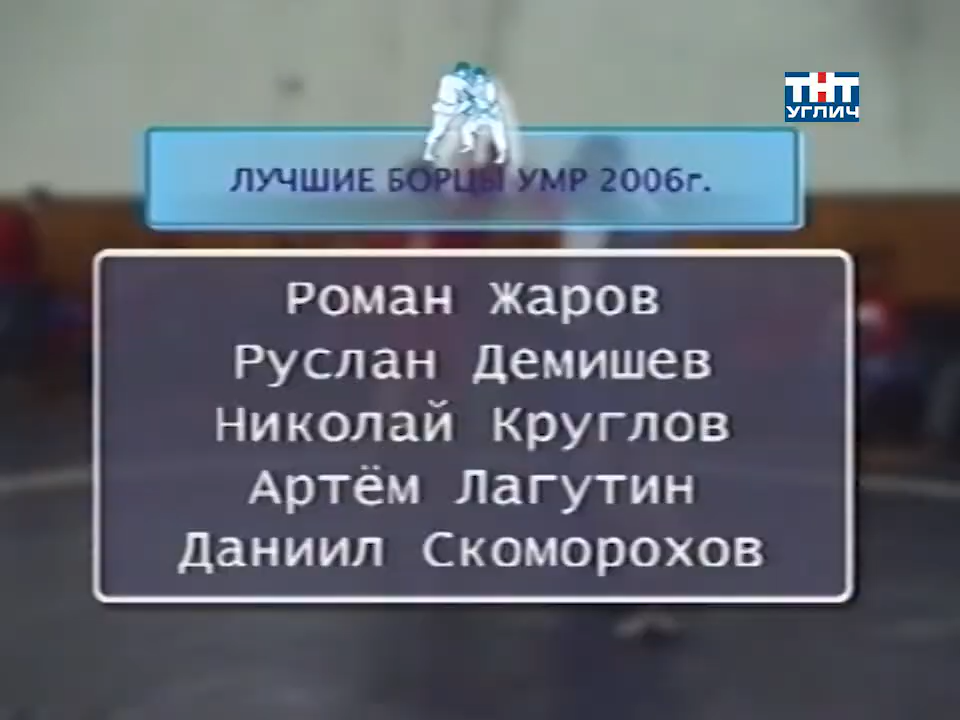 ТНТ
УГЛИЧ
ЛУЧШИЕ БОРЦЫ УМР 2006г.
Роман Жаров
Руслан Демишев
Николай Круглов
Артём Лагутин
Даниил Скоморохов